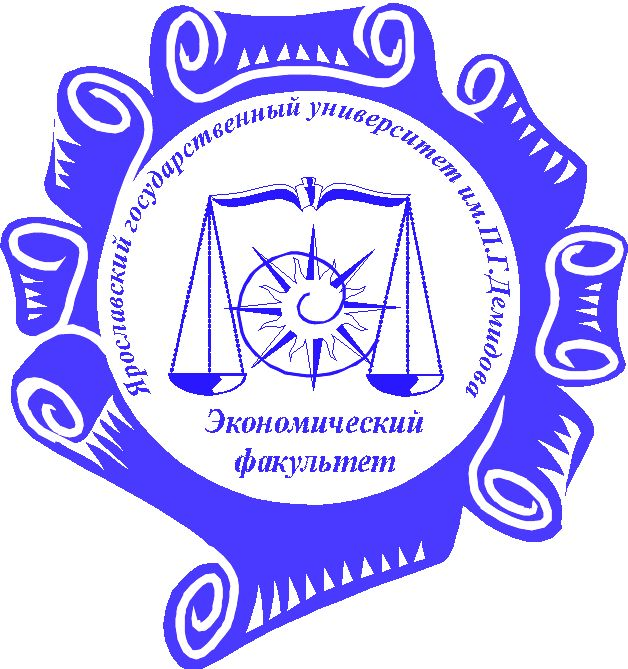 Ярославский государственный университет им.П.Г.Демидова
Экономический
факультет